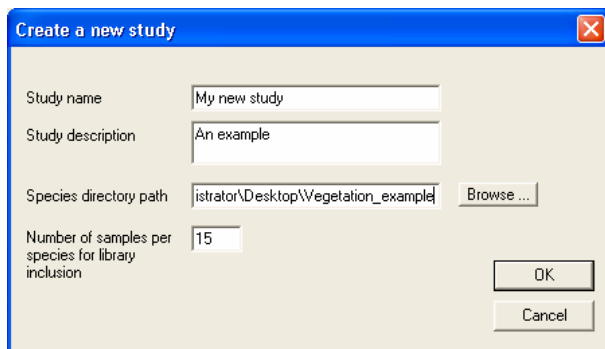 Create a new study
Study name
My new study
Study description
An example
Species directory path
istrator\Desktop\Vegetation_example
Browse ...
Number of samples per
species for library
inclusion
15
OK
Cancel